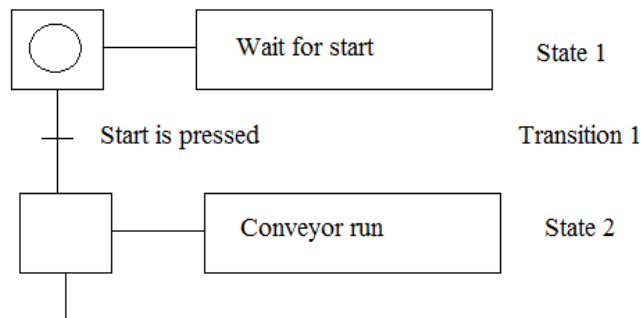 Wait for start
State 1
Start is pressed
Transition 1
Conveyor run
State 2